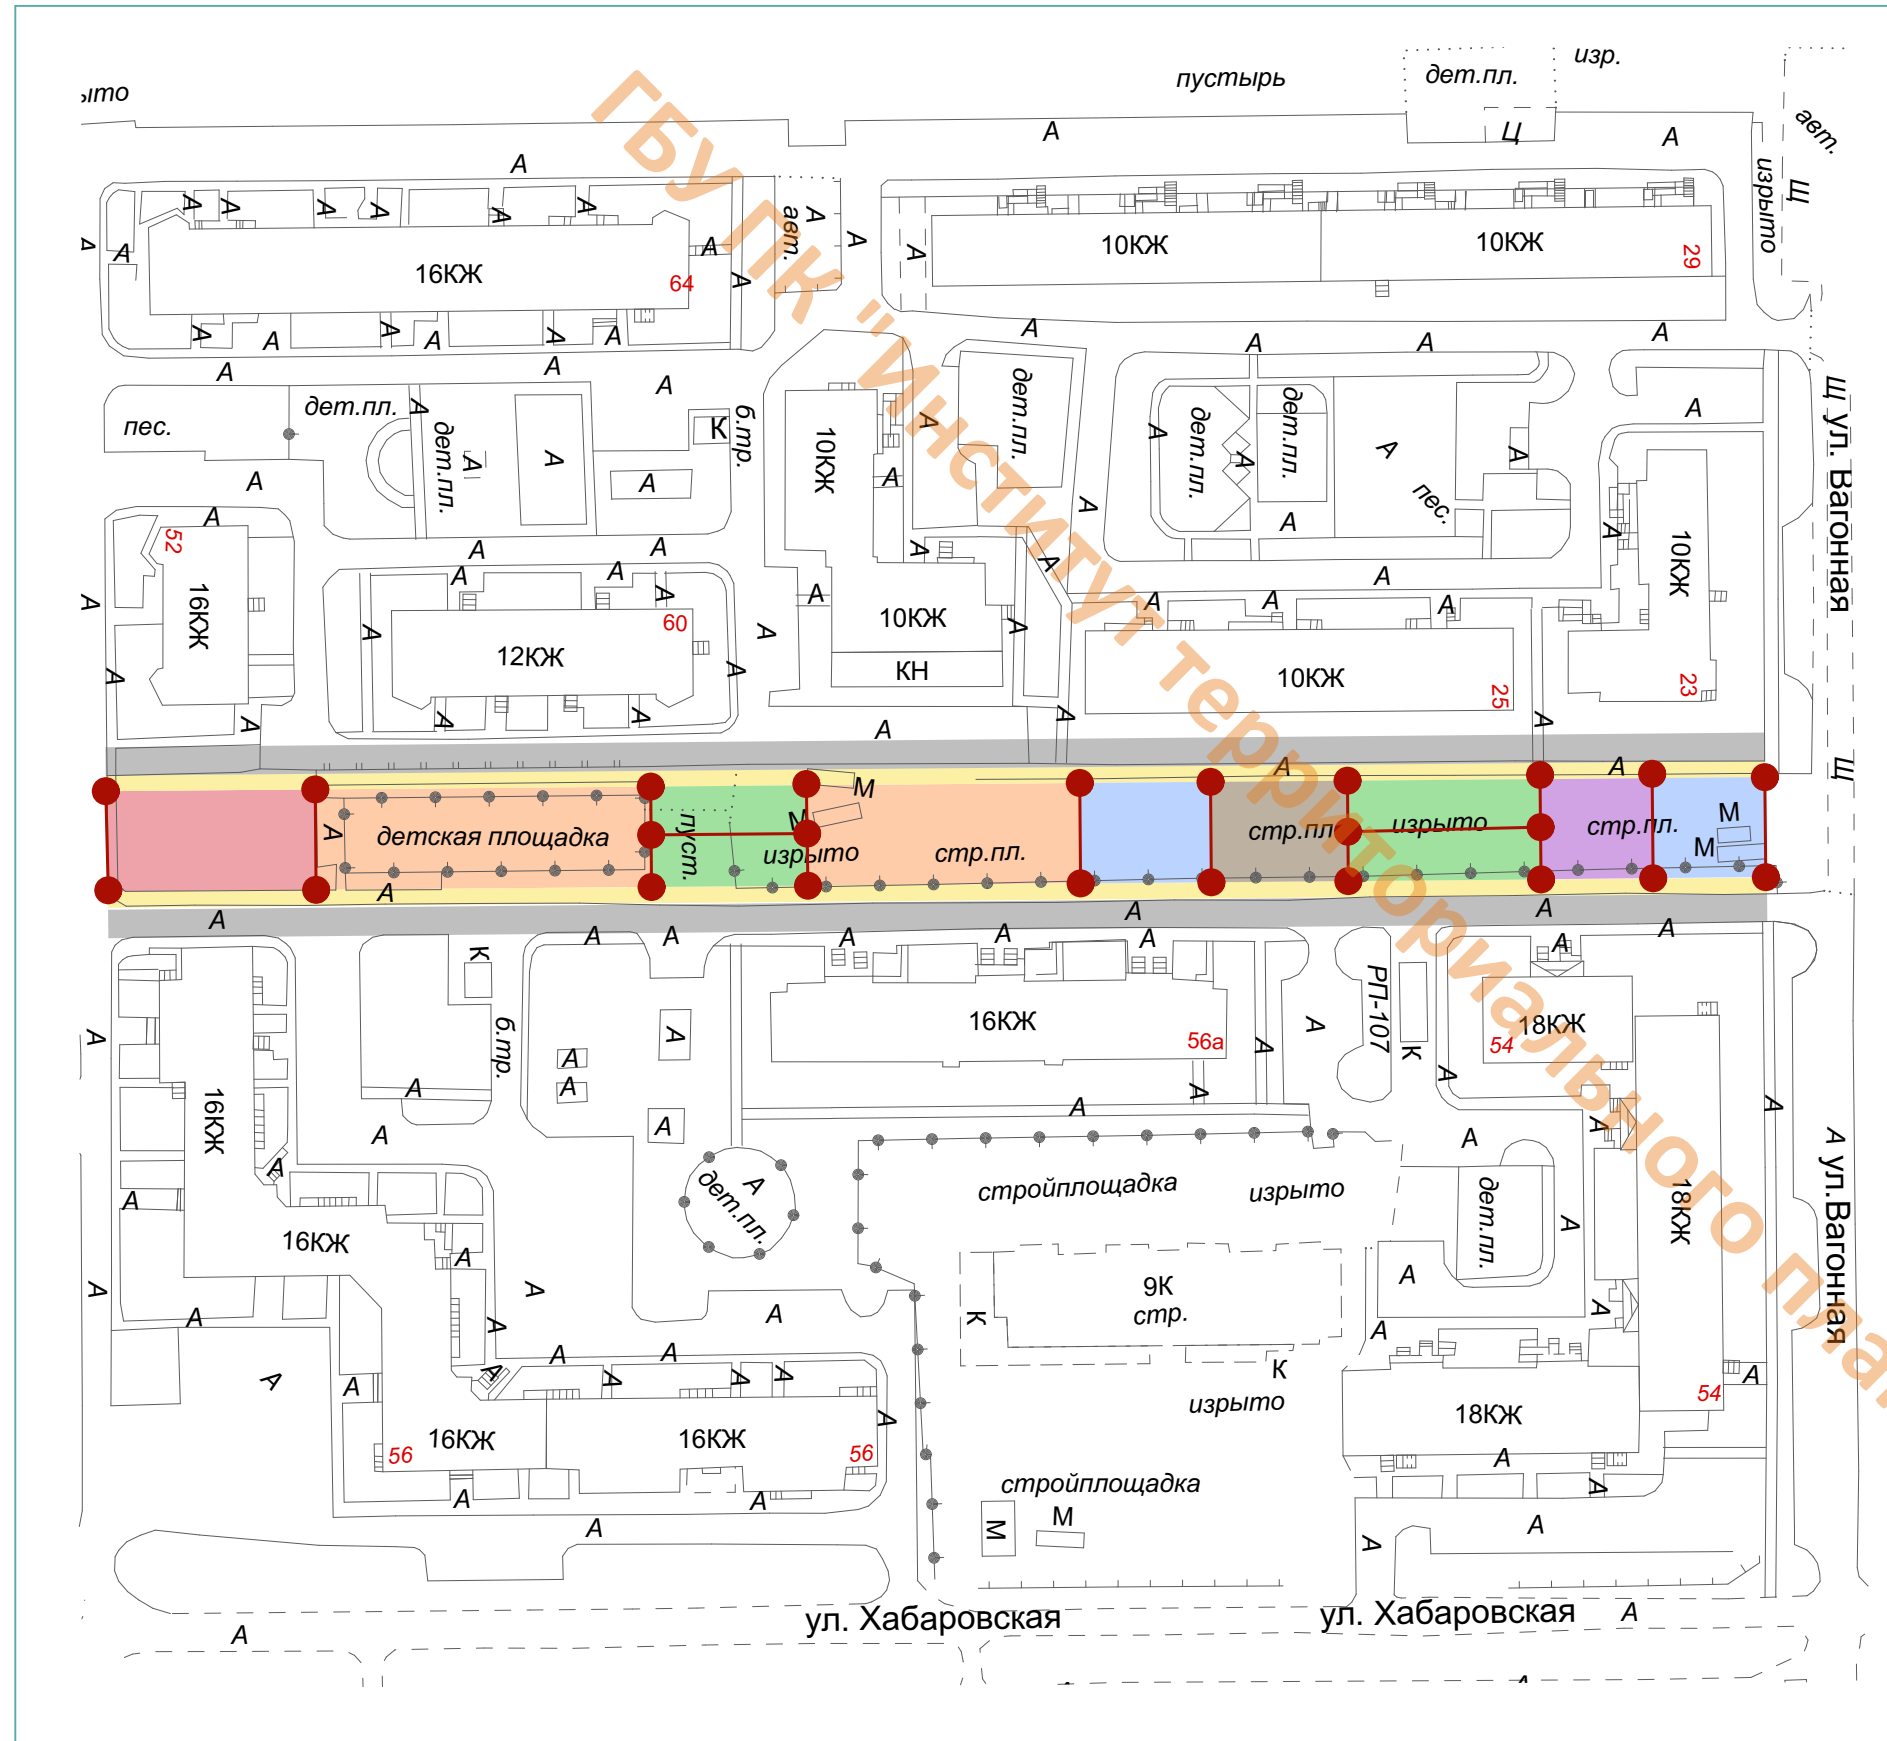 ыто
пустырь
дет.пл.
изр.
авт.
А
А
Ц
А
изрыто
Щ
ГБУ ПК "Институт территориального пла
А
А
А
А
А
А
А
авт.
А
А
А
А
А
16КЖ
64
А
А
10КЖ
10КЖ
29
А
А
А
А
А
А
А
А
А
А
А
А
А
А
пес.
дет.пл.
А
дет.пл.
А
А
К
б.тр.
А
А
10КЖ
А
А
дет.пл.
А
дет.пл.
А
дет.пл.
А
пес.
А
А
Щ ул. Вагонная
А
А
52
16КЖ
А
А
А
А
А
А
А
А
А
60
12КЖ
А
А
А
А
А
А
10КЖ
КН
А
А
А
А
А
А
А
10КЖ
25
А
А
10КЖ
23
А
Щ
А
А
А
М
М
А
детская площадка
пуст.
изрыто
стр.пл.
стр.пл
изрыто
стр.пл.
М
М
А
А
А
А
А
А
А
К
б.тр.
А
А
А
А
16КЖ
56а
А
А
А
РП-107
К
А
18КЖ
54
А
А
16КЖ
А
А
А
А
А
А
А
А
А
А
А
дет.пл.
стройплощадка
изрыто
А
дет.пл.
А
18КЖ
А ул.Вагонная
16КЖ
А
А
А
А
А
А
9К
стр.
К
К
изрыто
А
А
А
А
А
А
А
А
А
А
А
А
16КЖ
56
16КЖ
56
А
18КЖ
54
А
А
А
А
А
А
А
стройплощадка
М
М
А
А
ул. Хабаровская
ул. Хабаровская
А
А